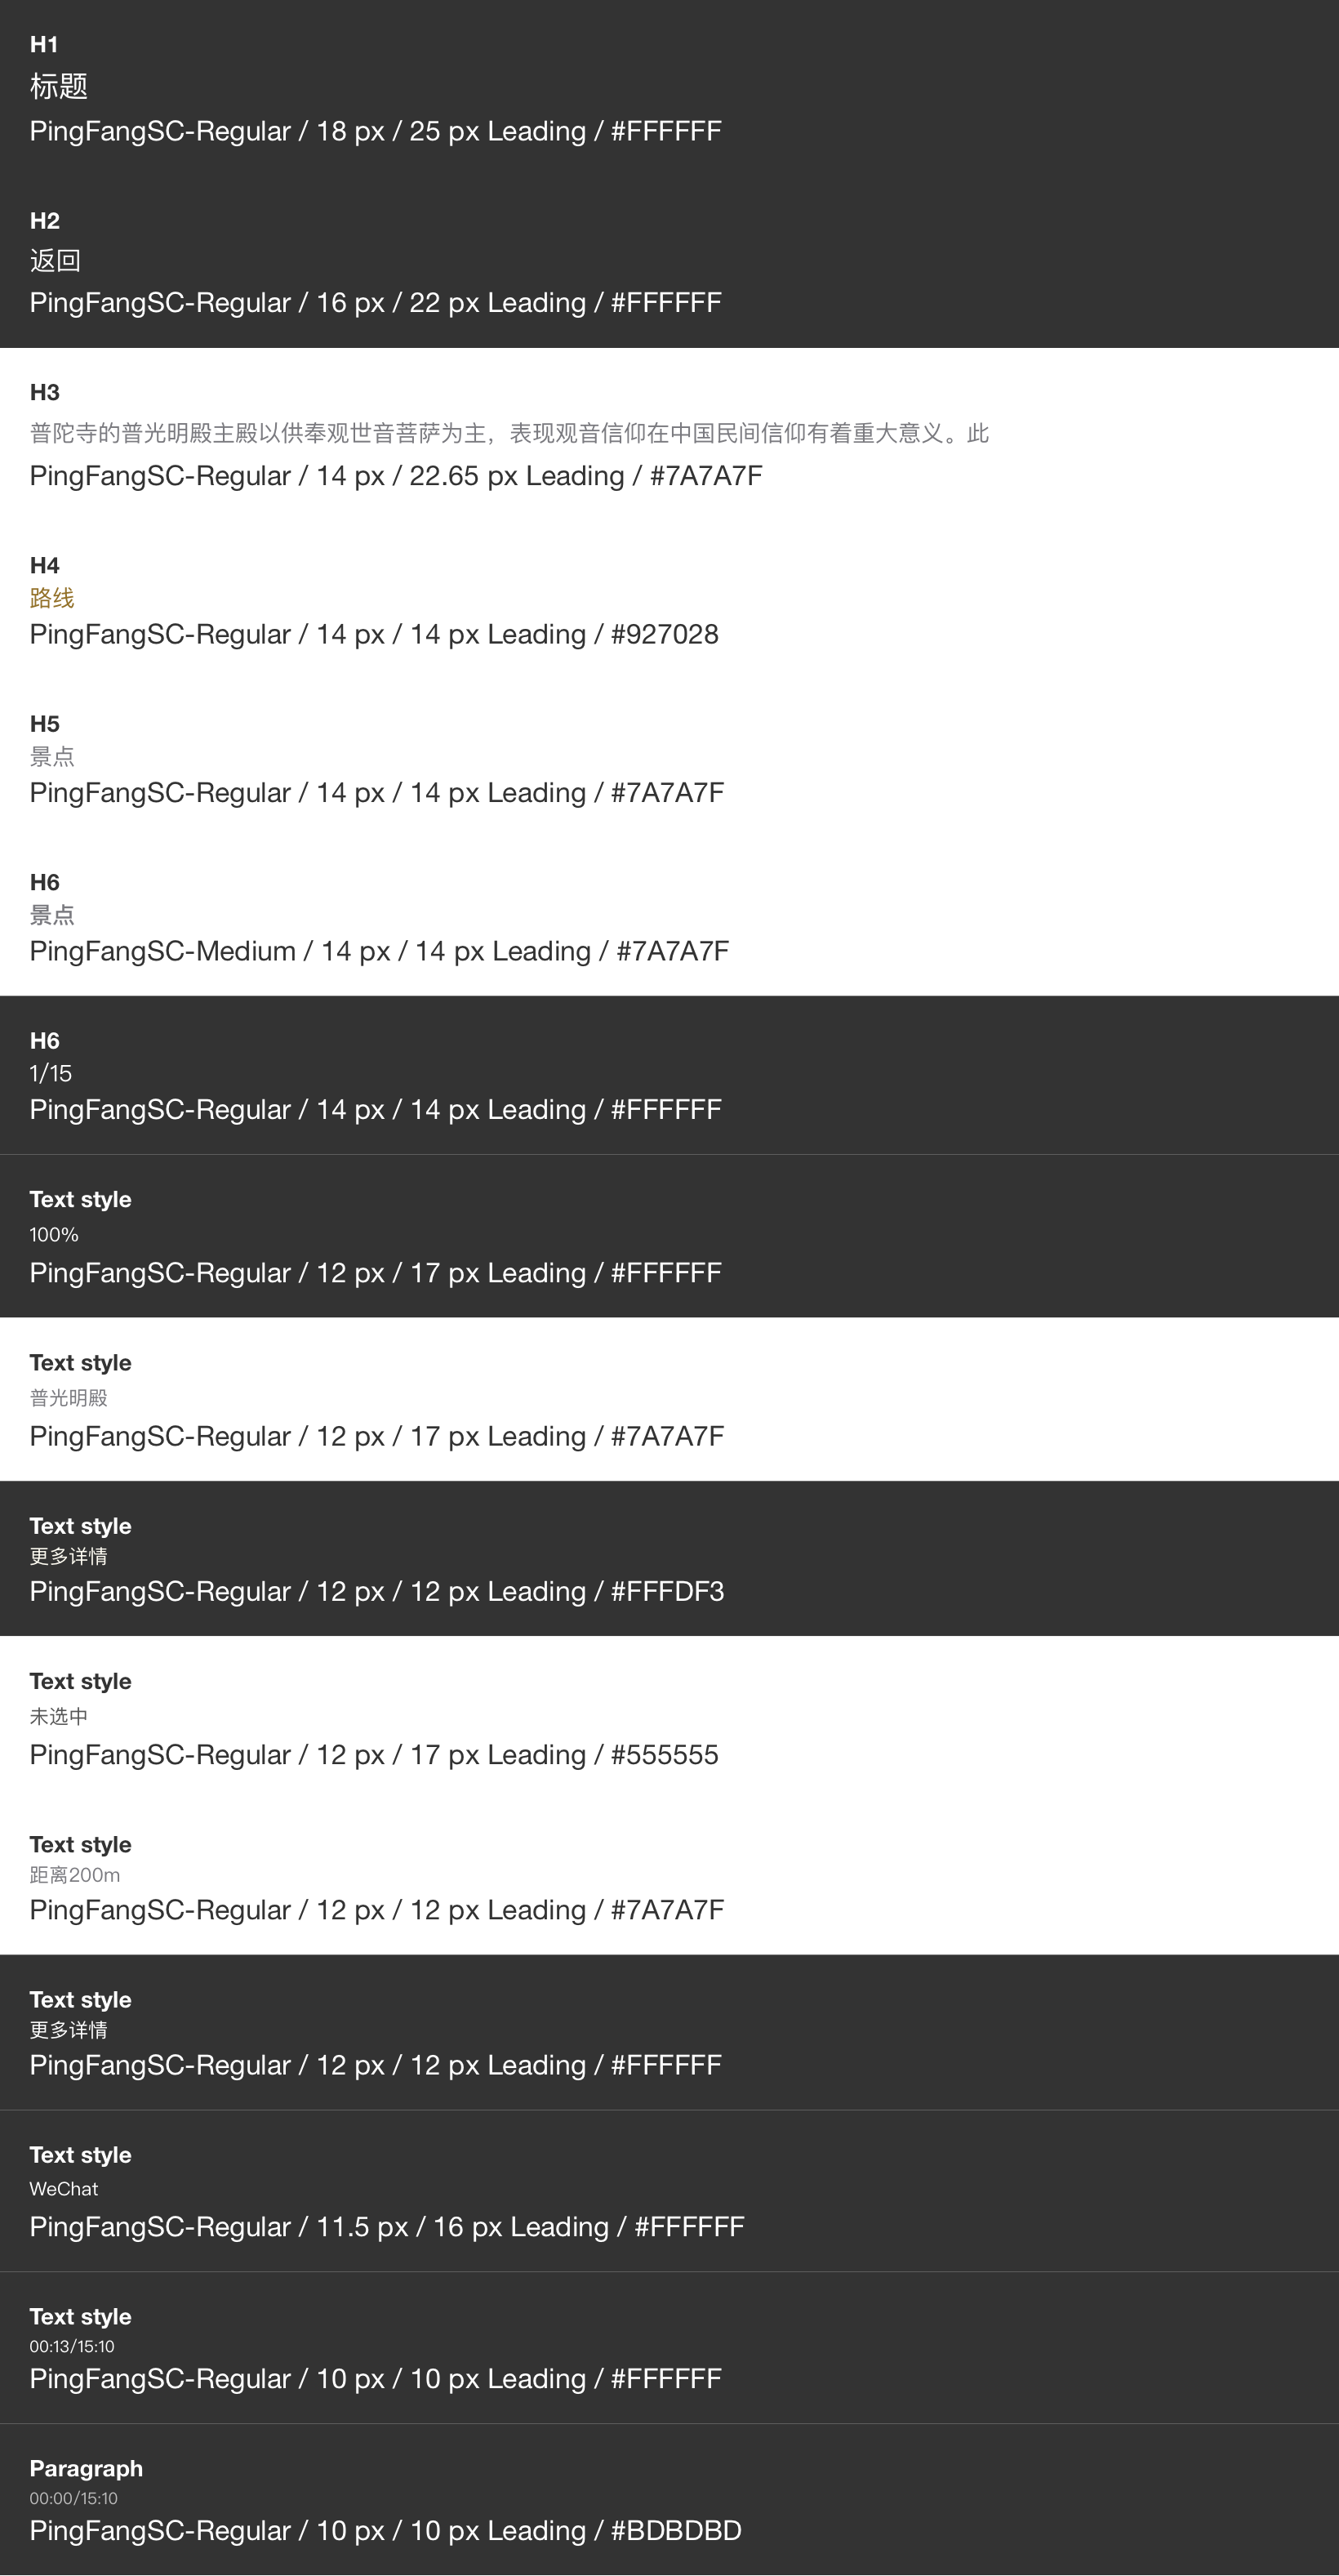 H1
标题
PingFangSC-Regular / 18 px / 25 px Leading / #FFFFFF
H2
返回
PingFangSC-Regular / 16 px / 22 px Leading / #FFFFFF
H3
普陀寺的普光明殿主殿以供奉观世音菩萨为主，表现观音信仰在中国民间信仰有着重大意义。此
PingFangSC-Regular / 14 px / 22.65 px Leading / #7A7A7F
H4
路线
PingFangSC-Regular / 14 px / 14 px Leading / #927028
H5
景点
PingFangSC-Regular / 14 px / 14 px Leading / #7A7A7F
H6
景点
PingFangSC-Medium / 14 px / 14 px Leading / #7A7A7F
H6
1/15
PingFangSC-Regular / 14 px / 14 px Leading / #FFFFFF
Text style
100%
PingFangSC-Regular / 12 px / 17 px Leading / #FFFFFF
Text style
普光明殿
PingFangSC-Regular / 12 px / 17 px Leading / #7A7A7F
Text style
更多详情
PingFangSC-Regular / 12 px / 12 px Leading / #FFFDF3
Text style
未选中
PingFangSC-Regular / 12 px / 17 px Leading / #555555
Text style
距离200m
PingFangSC-Regular / 12 px / 12 px Leading / #7A7A7F
Text style
更多详情
PingFangSC-Regular / 12 px / 12 px Leading / #FFFFFF
Text style
WeChat
PingFangSC-Regular / 11.5 px / 16 px Leading / #FFFFFF
Text style
00:13/15:10
PingFangSC-Regular / 10 px / 10 px Leading / #FFFFFF
Paragraph
00:00/15:10
PingFangSC-Regular / 10 px / 10 px Leading / #BDBDBD